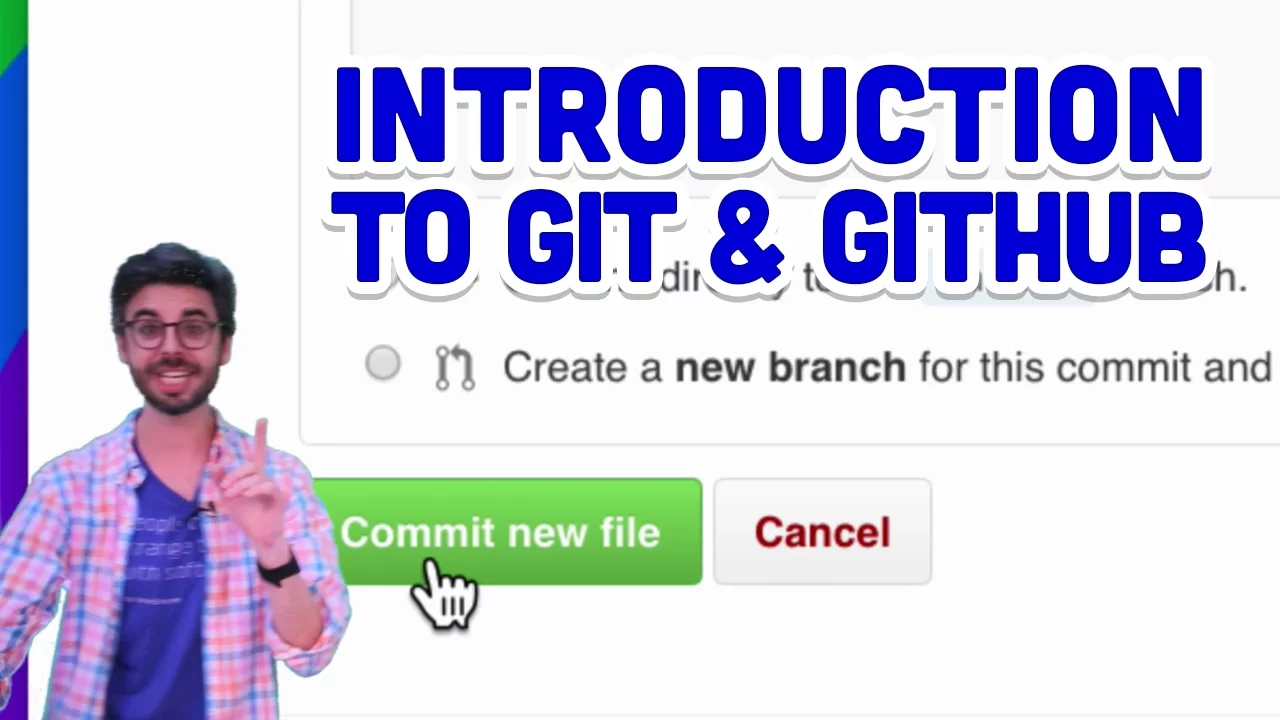 INTRODUCTION
TO GIT & GITHUB
Create a new branch for this commit and
Commit new file
Cancel